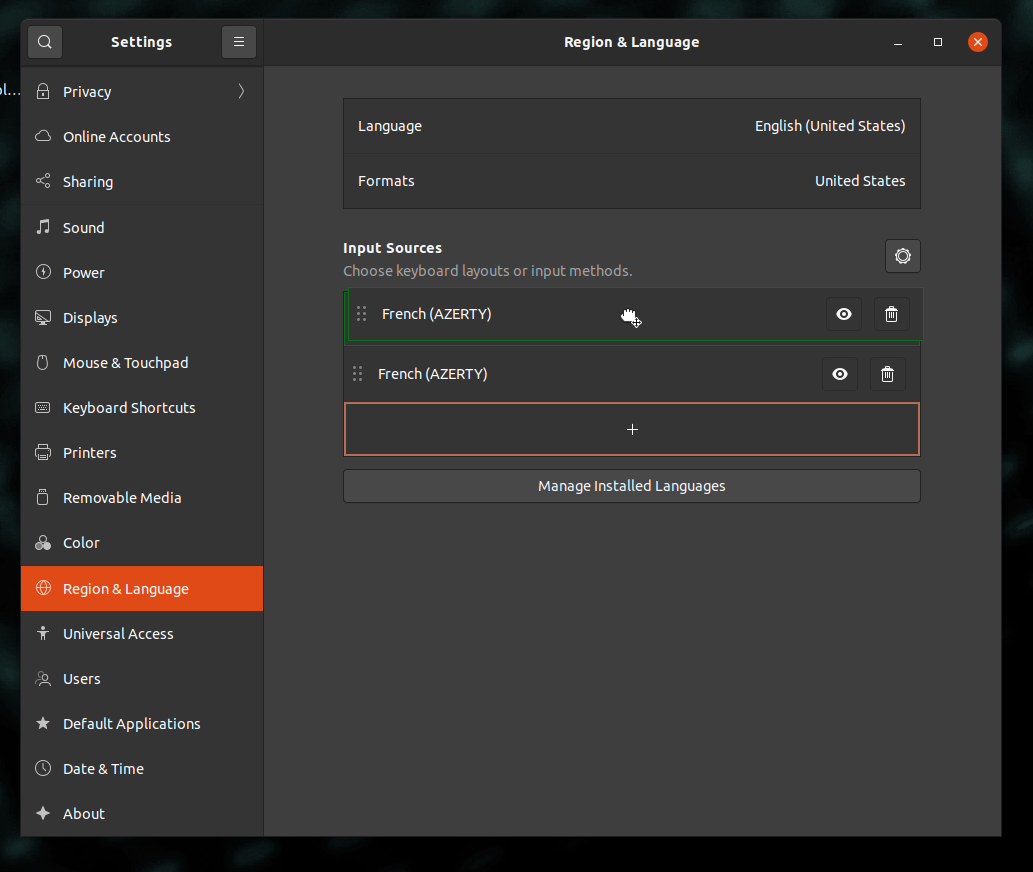 Settings
Region & Language
ol...
Privacy
Online Accounts
Sharing
Sound
Power
Displays
Mouse & Touchpad
Keyboard Shortcuts
Printers
Removable Media
Color
Region & Language
Universal Access
Users
Default Applications
Date & Time
About
Language English (United States)
Formats United States
Input Sources
Choose keyboard layouts or input methods.
French (AZERTY)
French (AZERTY)
+
Manage Installed Languages